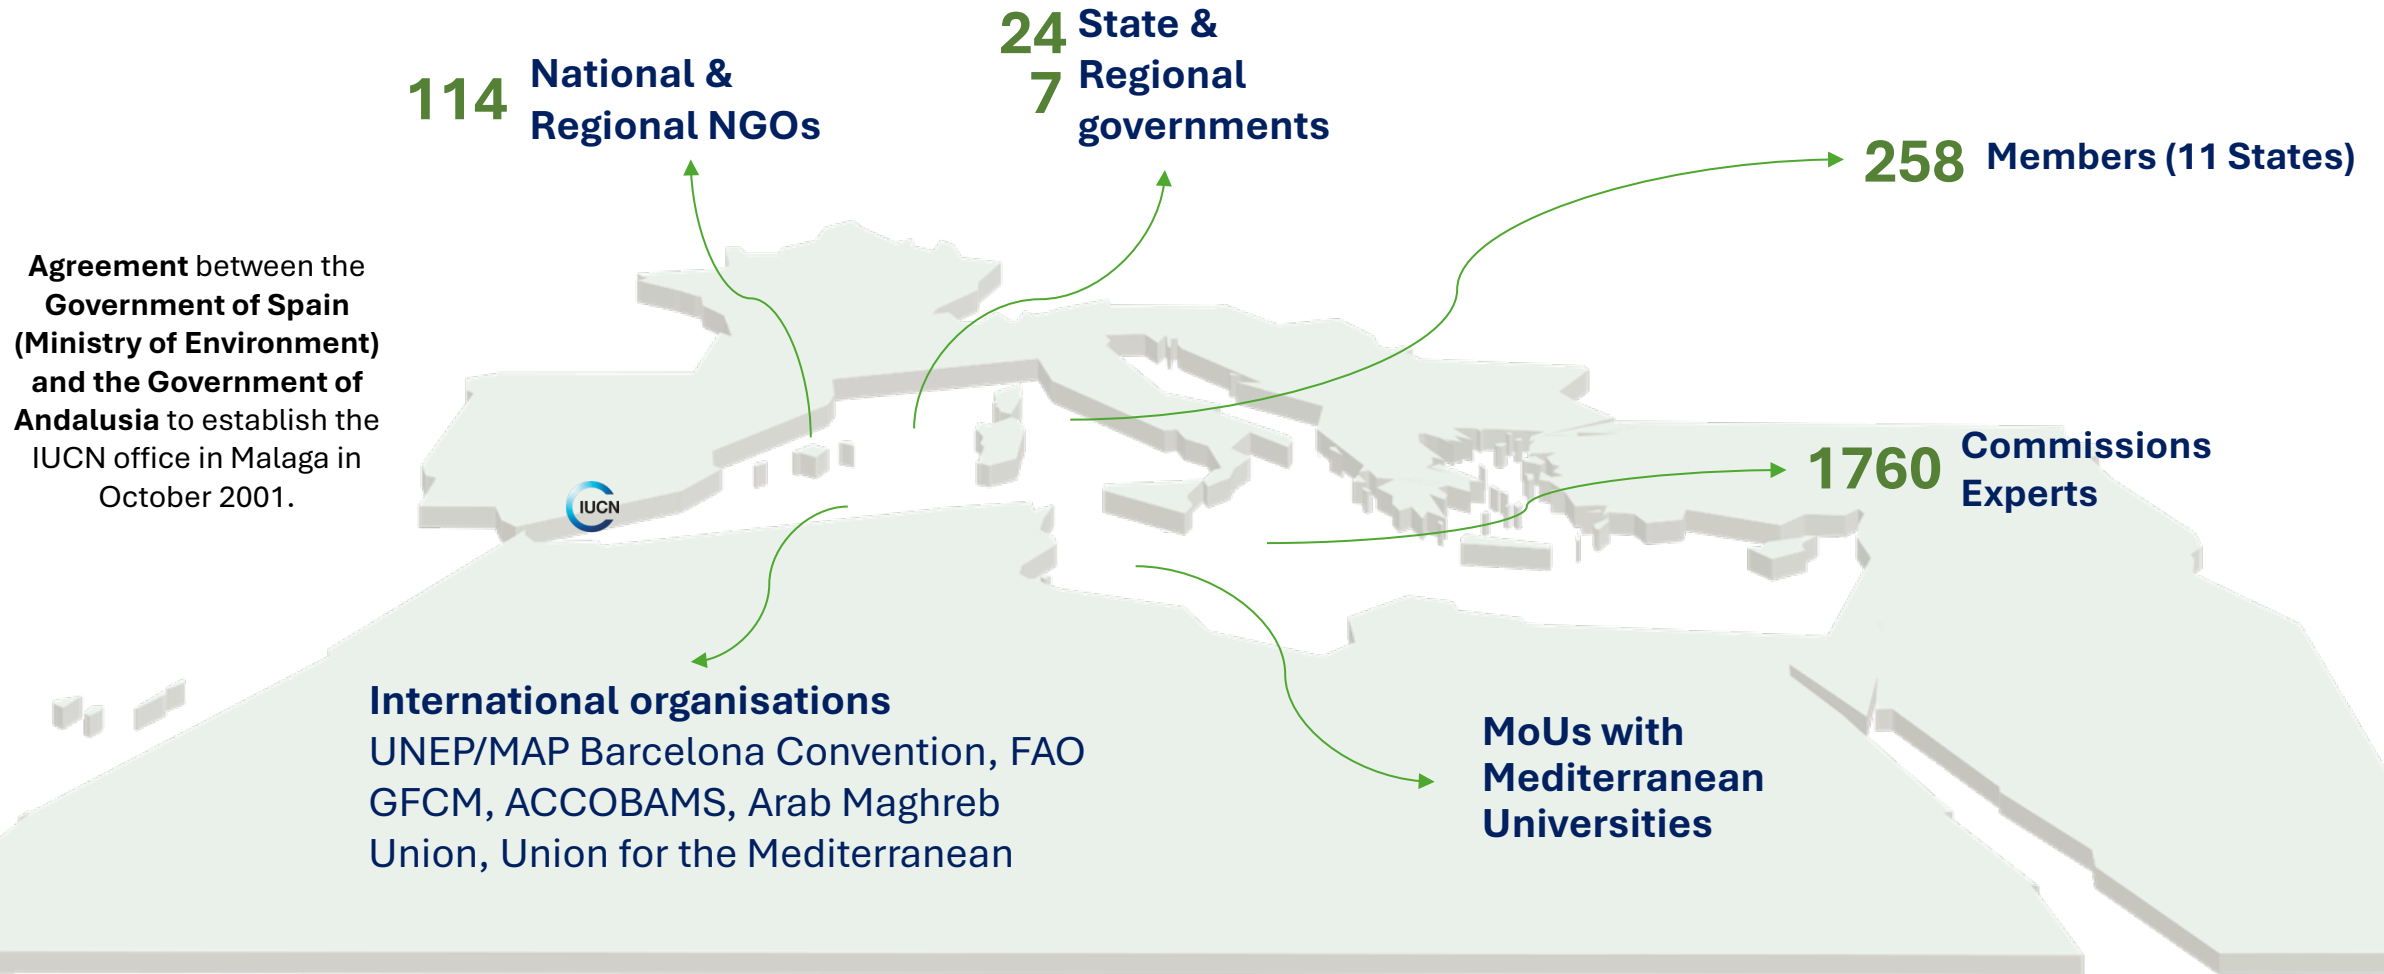 114
National &
Regional NGOs
24
7
State &
Regional
governments
258 Members (11 States)
Agreement between the
Government of Spain
(Ministry of Environment)
and the Government of
Andalusia to establish the
IUCN office in Malaga in
October 2001.
IUCN
1760
Commissions
Experts
International organisations
UNEP/MAP Barcelona Convention, FAO
GFCM, ACCOBAMS, Arab Maghreb
Union, Union for the Mediterranean
MoUs with
Mediterranean
Universities